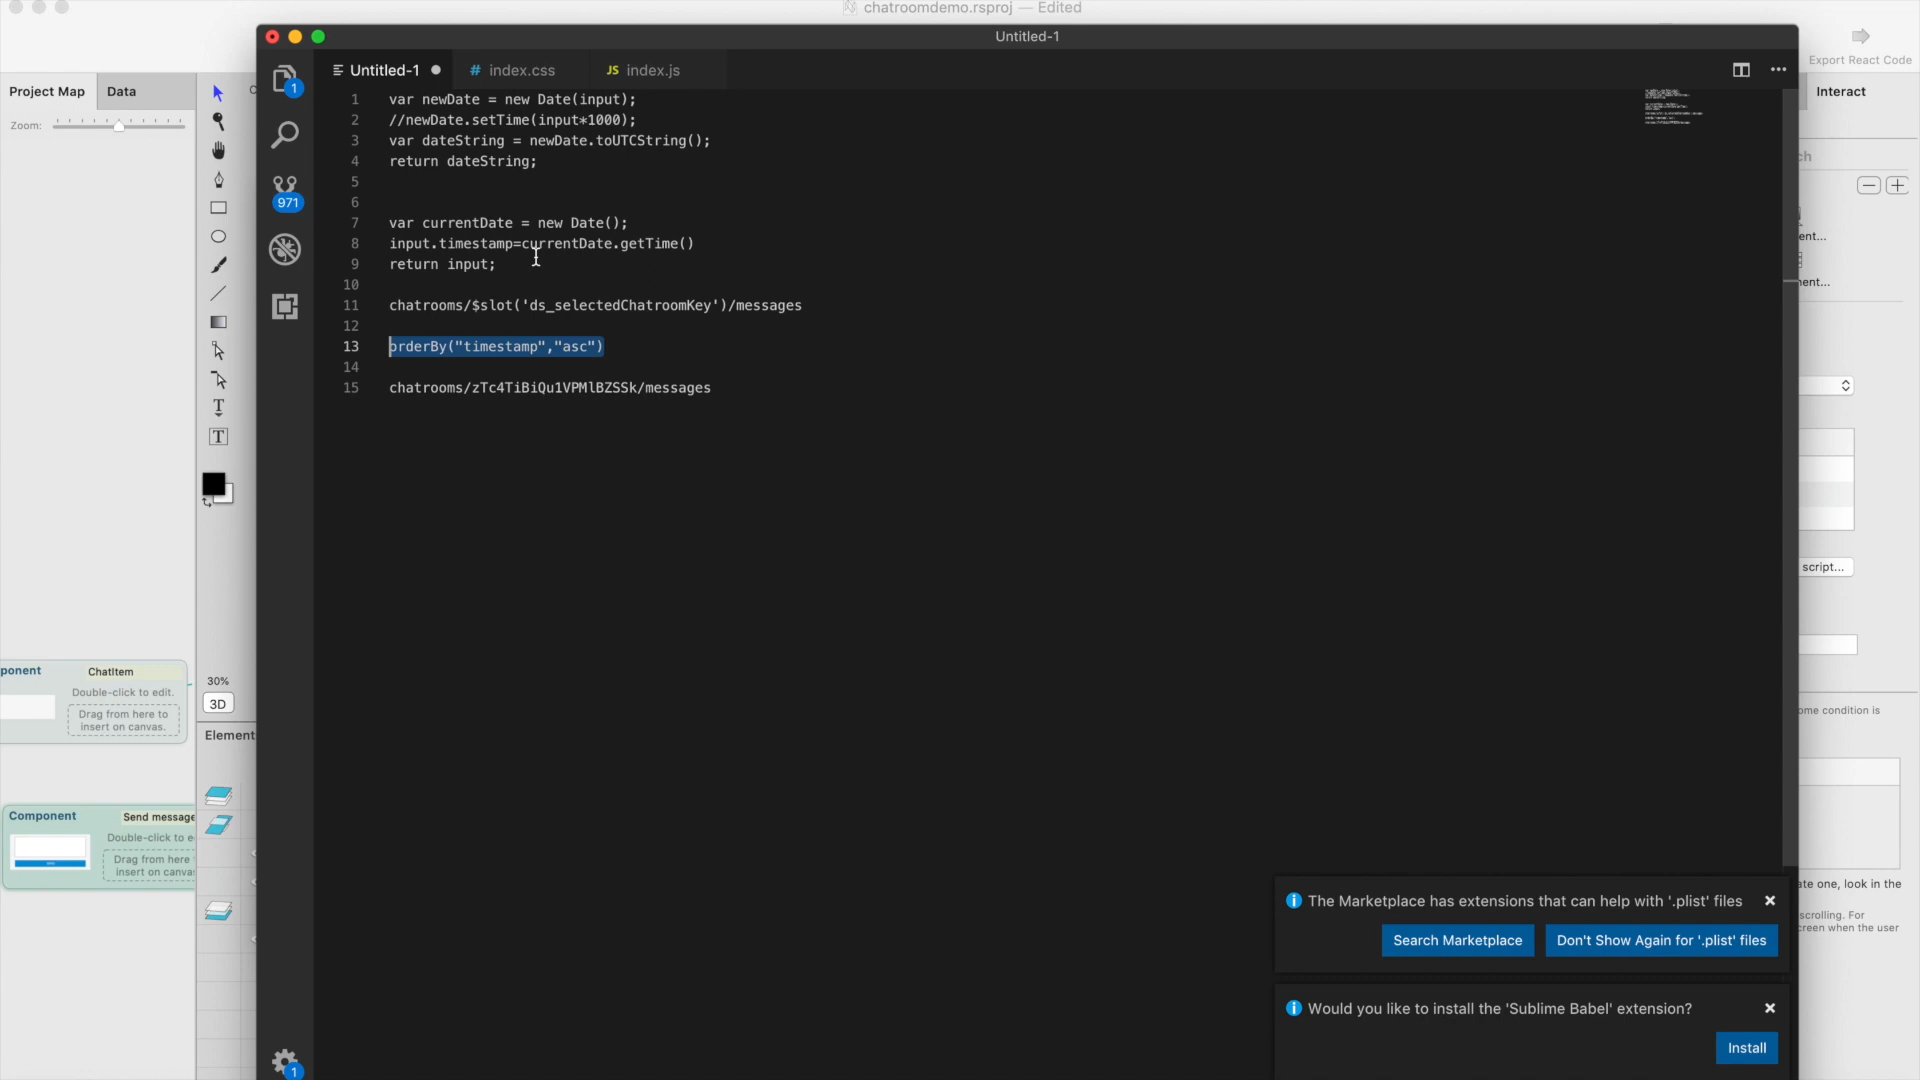 chatroomdemo.rsproj — Edited
Untitled-1
Export React Code
Project Map
Data
Interact
Zoom:
1
Untitled-1
# index.css
JS index.js
1 var newDate = new Date(input);
2 //newDate.setTime(input*1000);
3 var dateString = newDate.toUTCString();
4 return dateString;
5
6
7 var currentDate = new Date();
8 input.timestamp=currentDate.getTime()
9 return input;
10
11 chatrooms/$slot('ds_selectedChatroomKey')/messages
12
13 orderBy("timestamp","asc")
14
15 chatrooms/zTc4TiBiQu1VPMlBZSSk/messages
971
ch
ent...
nent...
script...
30%
3D
Element
ponent
ChatItem
Double-click to edit.
Drag from here to
insert on canvas.
Component
Send message
Double-click to e
Drag from here
insert on canva
ome condition is
ate one, look in the
scrolling. For
creen when the user
The Marketplace has extensions that can help with '.plist' files
Search Marketplace
Don't Show Again for '.plist' files
Would you like to install the 'Sublime Babel' extension?
Install
1